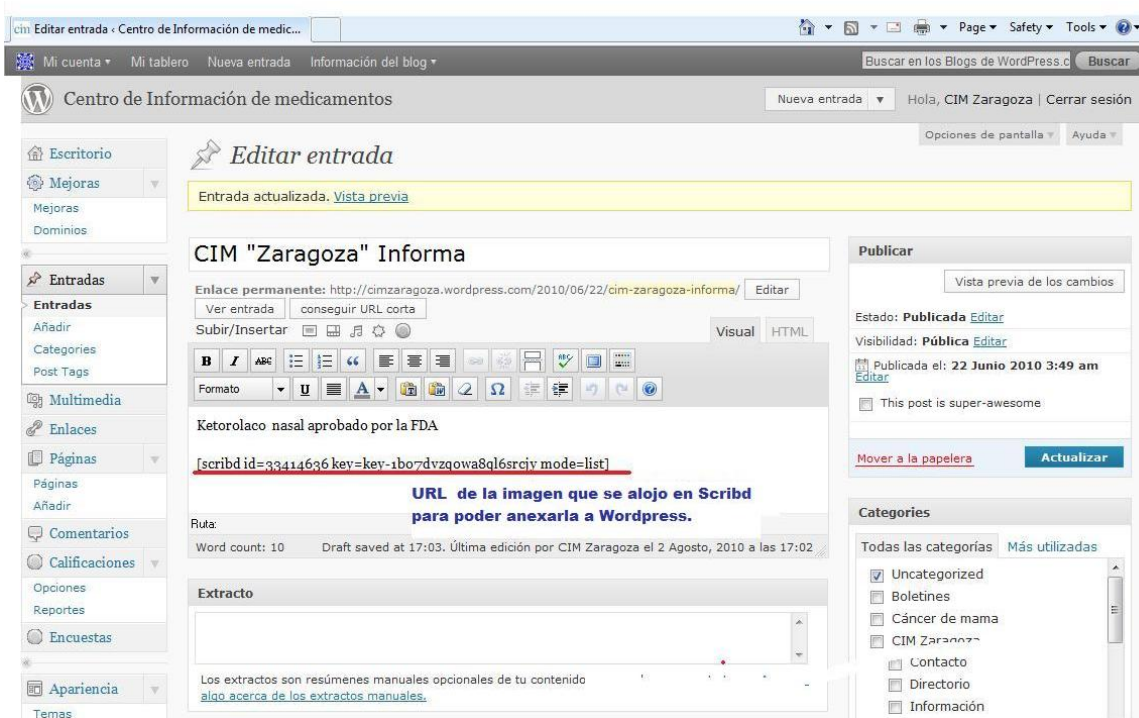 cim Editar entrada ‹ Centro de Información de medic...
Page Safety Tools
Mi cuenta Mi tablero Nueva entrada Información del blog
Buscar en los Blogs de WordPress.c Buscar
Centro de Información de medicamentos
Nueva entrada Hola, CIM Zaragoza | Cerrar sesión
Opciones de pantalla Ayuda
Escritorio
Mejoras
Mejoras
Dominios
Entradas
Entradas
Añadir
Categories
Post Tags
Multimedia
Enlaces
Páginas
Páginas
Añadir
Comentarios
Calificaciones
Opciones
Reportes
Encuestas
Apariencia
Temas
Editar entrada
Entrada actualizada. Vista previa
CIM "Zaragoza" Informa
Enlace permanente: http://cimzaragoza.wordpress.com/2010/06/22/cim-zaragoza-informa/ Editar
Ver entrada conseguir URL corta
Subir/Insertar Visual HTML
B I ABC ABC
Formato U A Ω
Ketorolaco nasal aprobado por la FDA
[scribd id=33414636 key=key-1bo7dvzqowa8ql6srcjv mode=list]
URL de la imagen que se alojo en Scribd
para poder anexarla a Wordpress.
Ruta:
Word count: 10 Draft saved at 17:03. Última edición por CIM Zaragoza el 2 Agosto, 2010 a las 17:02
Extracto
Los extractos son resúmenes manuales opcionales de tu contenido
algo acerca de los extractos manuales.
Publicar
Vista previa de los cambios
Estado: Publicada Editar
Visibilidad: Pública Editar
Publicada el: 22 Junio 2010 3:49 am
Editar
This post is super-awesome
Mover a la papelera Actualizar
Categories
Todas las categorías Más utilizadas
Uncategorized
Boletines
Cáncer de mama
CIM Zaragoza
Contacto
Directorio
Información